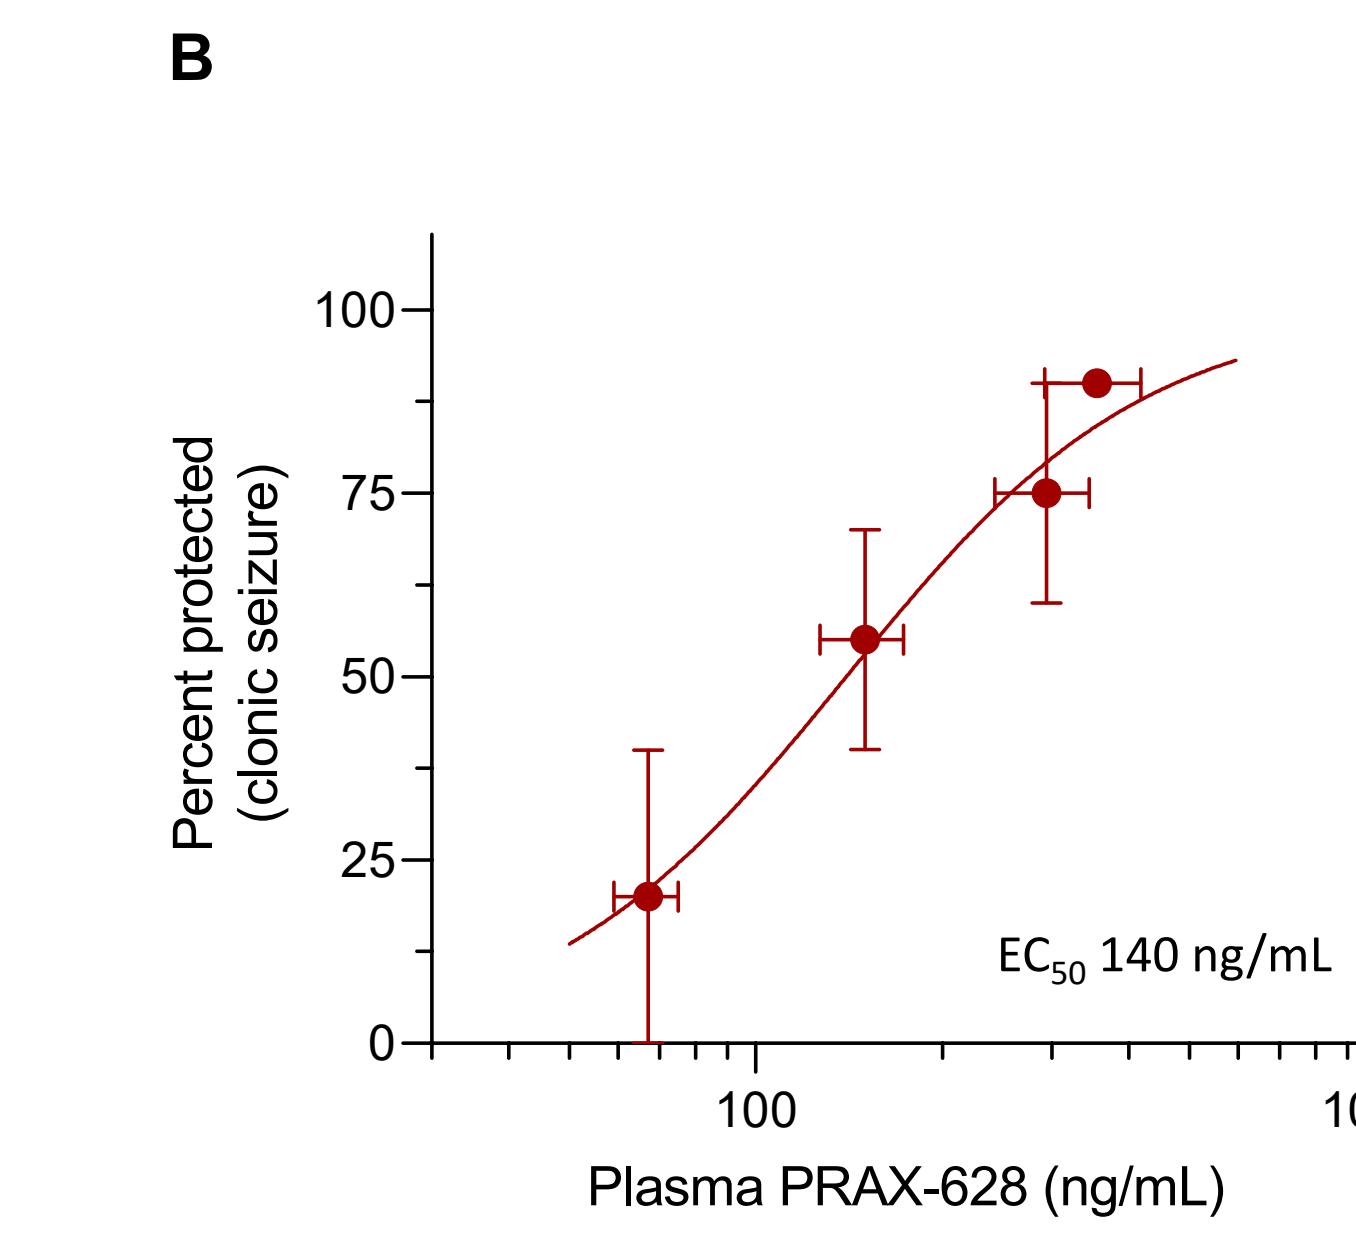 B
Percent protected
(clonic seizure)
100
75
50
25
0
EC₅₀ 140 ng/mL
100
Plasma PRAX-628 (ng/mL)